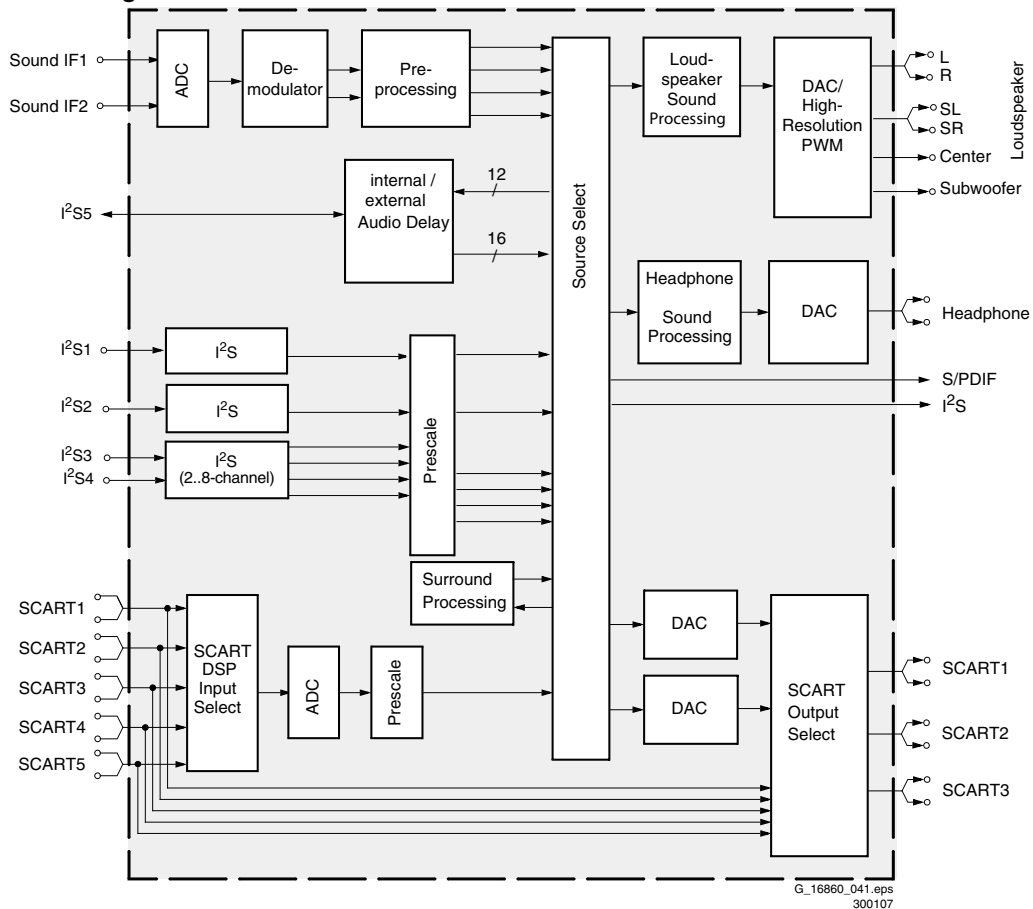 Sound IF1
Sound IF2
ADC
De-
modulator
Pre-
processing
Source Select
Loud-
speaker
Sound
Processing
DAC/
High-
Resolution
PWM
L
R
SL
SR
Center
Subwoofer
Loudspeaker
I²S5
internal /
external
Audio Delay
12
16
Headphone
Sound
Processing
DAC
Headphone
S/PDIF
I²S
I²S1
I²S
I²S2
I²S
I²S3
I²S4
I²S
(2..8-channel)
Prescale
Surround
Processing
SCART1
SCART2
SCART3
SCART4
SCART5
SCART
DSP
Input
Select
ADC
Prescale
DAC
DAC
SCART
Output
Select
SCART1
SCART2
SCART3
G_16860_041.eps
300107